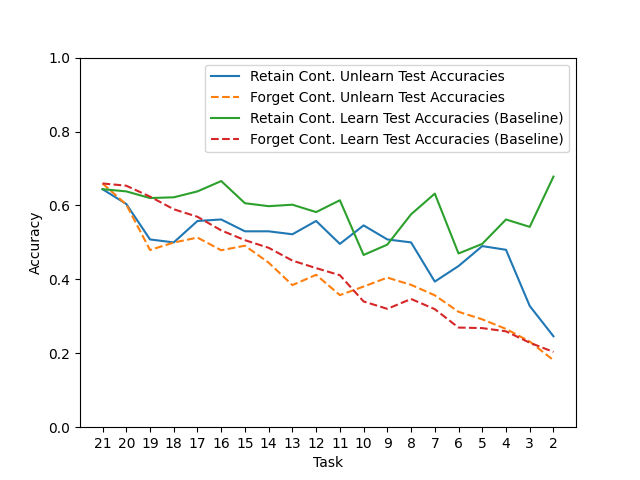 Retain Cont. Unlearn Test Accuracies
Forget Cont. Unlearn Test Accuracies
Retain Cont. Learn Test Accuracies (Baseline)
Forget Cont. Learn Test Accuracies (Baseline)
1.0
0.8
0.6
0.4
0.2
0.0
Accuracy
21 20 19 18 17 16 15 14 13 12 11 10 9 8 7 6 5 4 3 2
Task